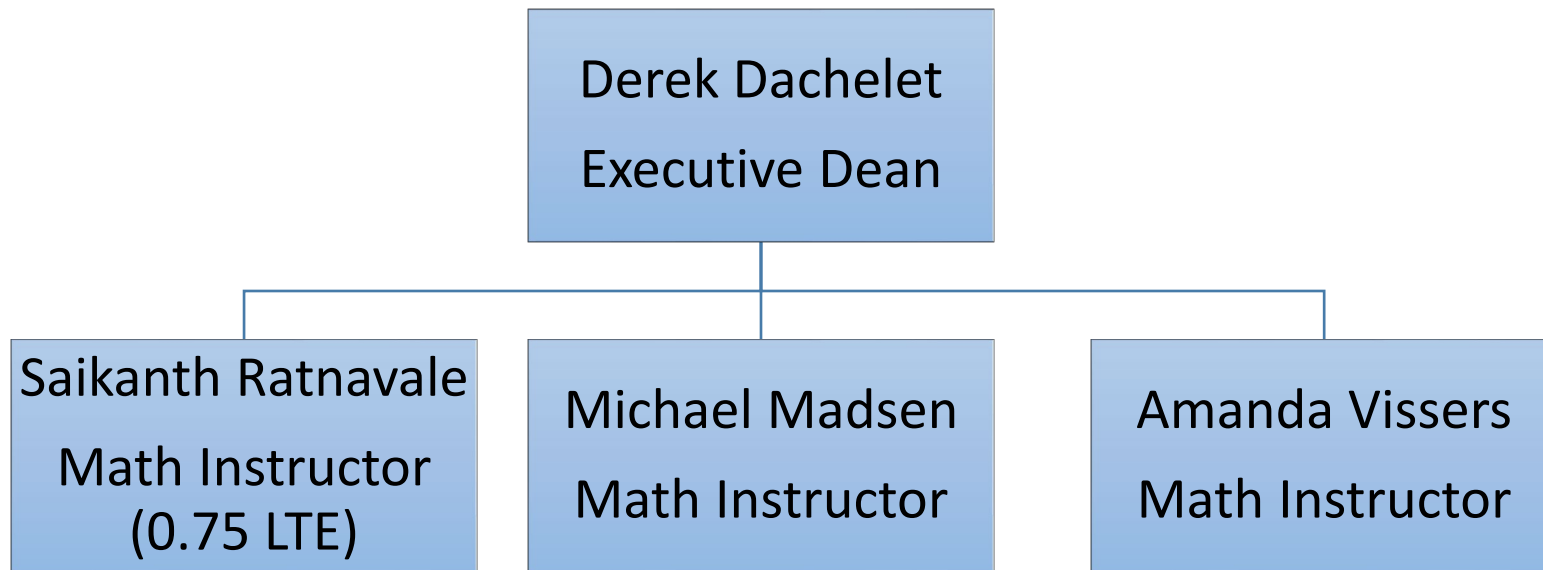 Derek Dachelet
Executive Dean
Saikanth Ratnavale
Math Instructor
(0.75 LTE)
Michael Madsen
Math Instructor
Amanda Vissers
Math Instructor